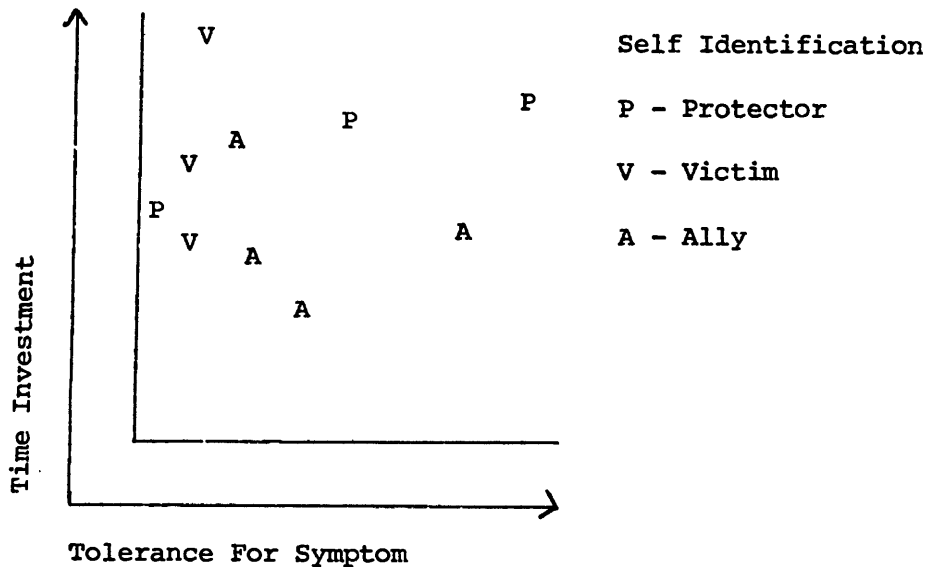 V
Self Identification
P
P
P - Protector
A
V
V - Victim
P
V
A
A
A - Ally
A
Time Investment
Tolerance For Symptom